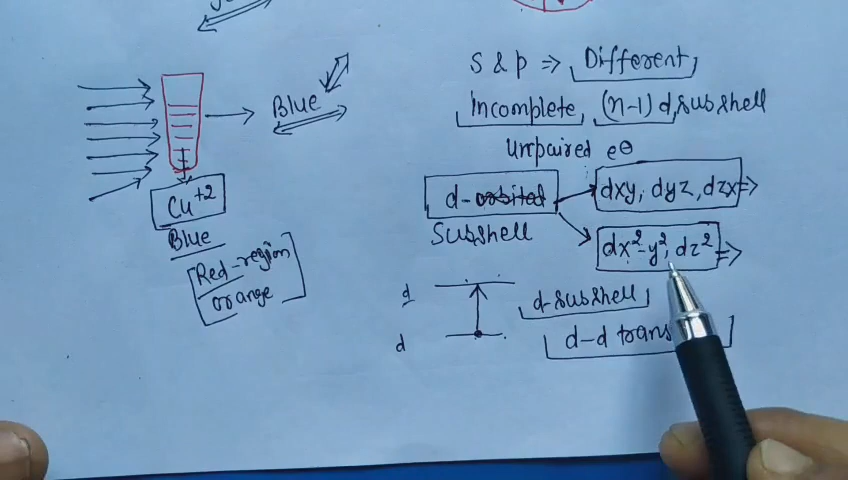 Blue
Cu+2
Blue
Red-region
orange
S & p => Different
Incomplete, (n-1) d, subshell
unpaired e⊖
d-orbital
Subshell
dxy, dyz, dzx =>
dx²-y², dz² =>
d
d
d-subshell
d-d trans